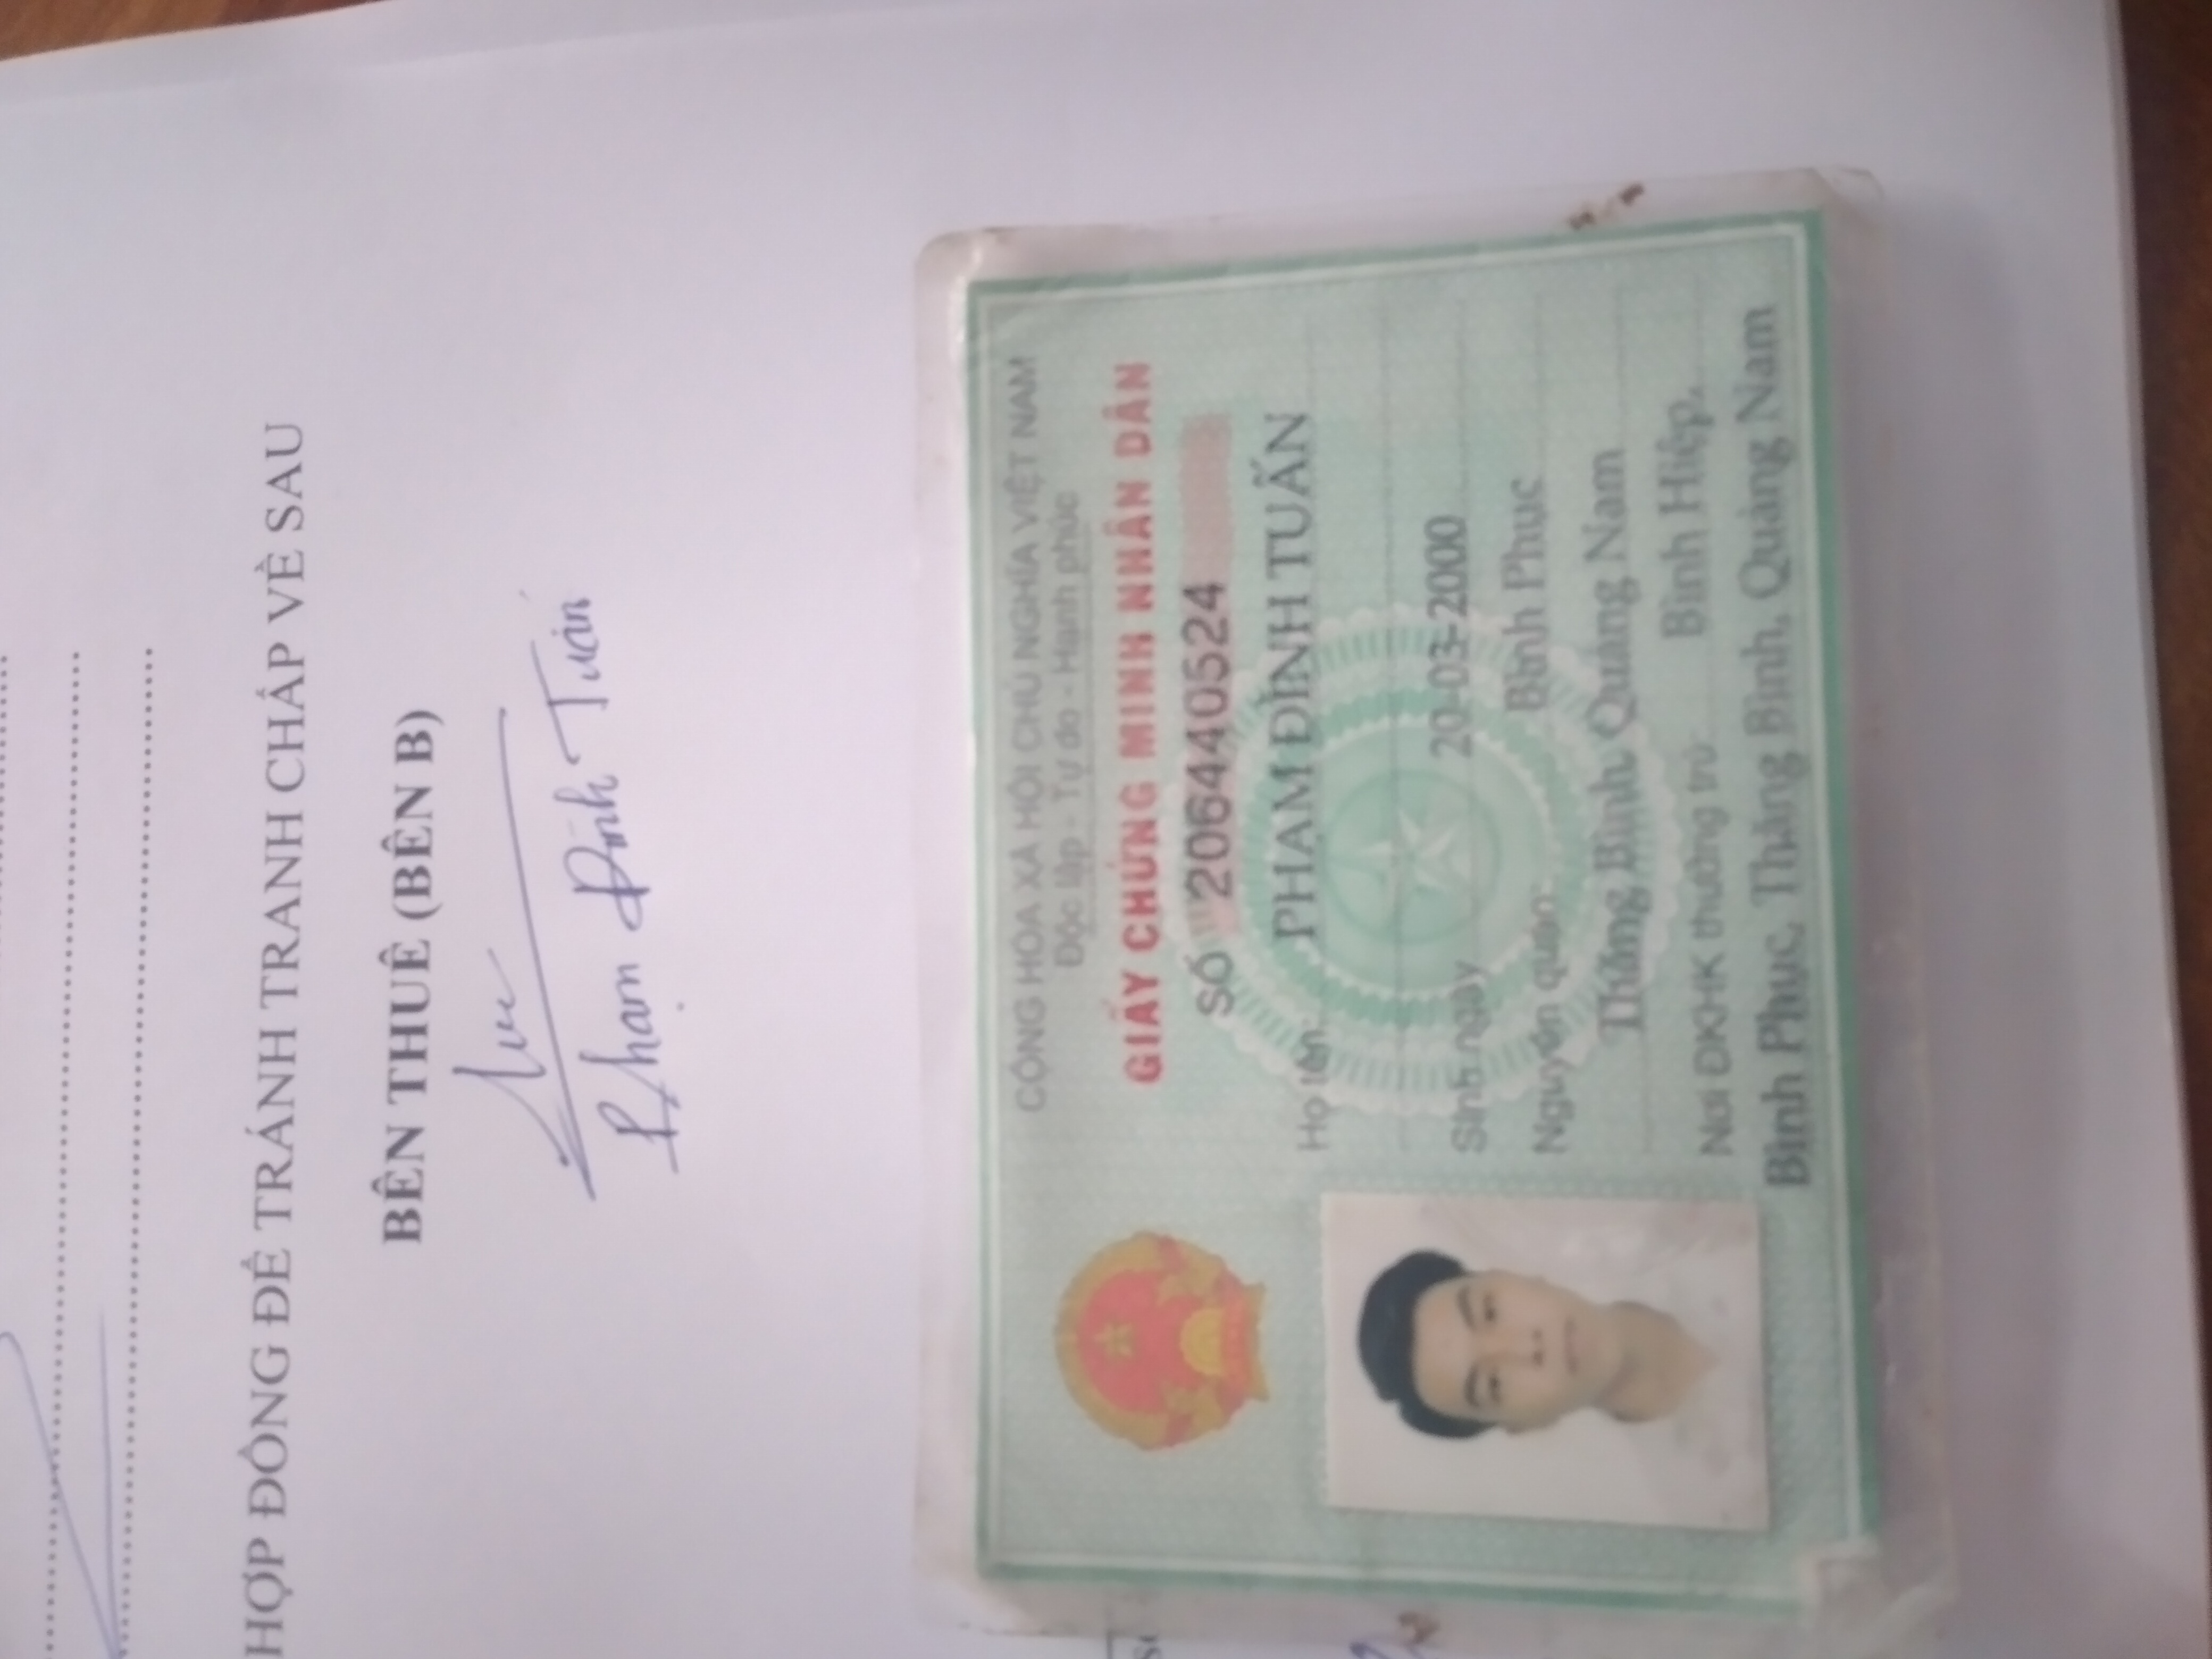 HỢP ĐỒNG ĐỂ TRÁNH TRANH CHẤP VỀ SAU
BÊN THUÊ (BÊN B)
Phạm Đình Tuấn
CỘNG HÒA XÃ HỘI CHỦ NGHĨA VIỆT NAM
Độc lập - Tự do - Hạnh phúc
GIẤY CHỨNG MINH NHÂN DÂN
SỐ 206440524
Họ tên: PHẠM ĐÌNH TUẤN
Sinh ngày 20-03-2000
Nguyên quán: Bình Phục
Thăng Bình, Quảng Nam
Nơi ĐKHK thường trú: Bình Hiệp,
Bình Phục, Thăng Bình, Quảng Nam